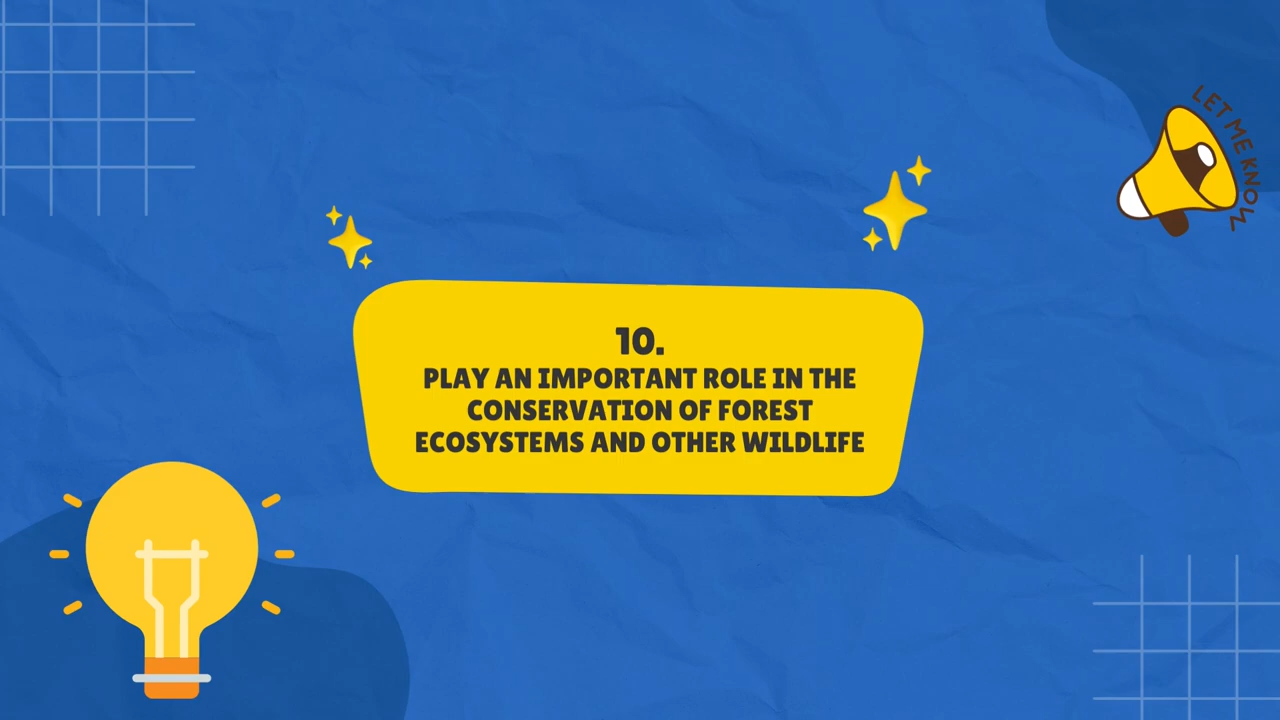 LET ME KNOW
10.
PLAY AN IMPORTANT ROLE IN THE
CONSERVATION OF FOREST
ECOSYSTEMS AND OTHER WILDLIFE